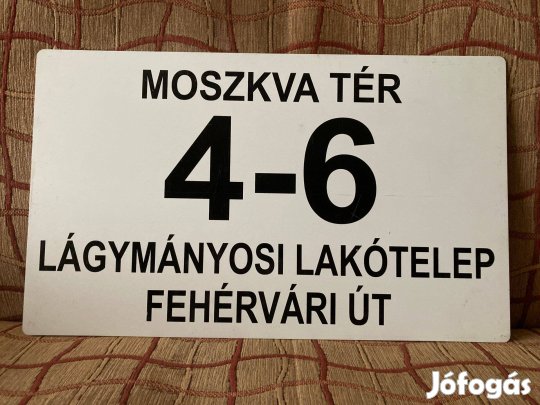 MOSZKVA TÉR
4-6
LÁGYMÁNYOSI LAKÓTELEP
FEHÉRVÁRI ÚT
Jófogás